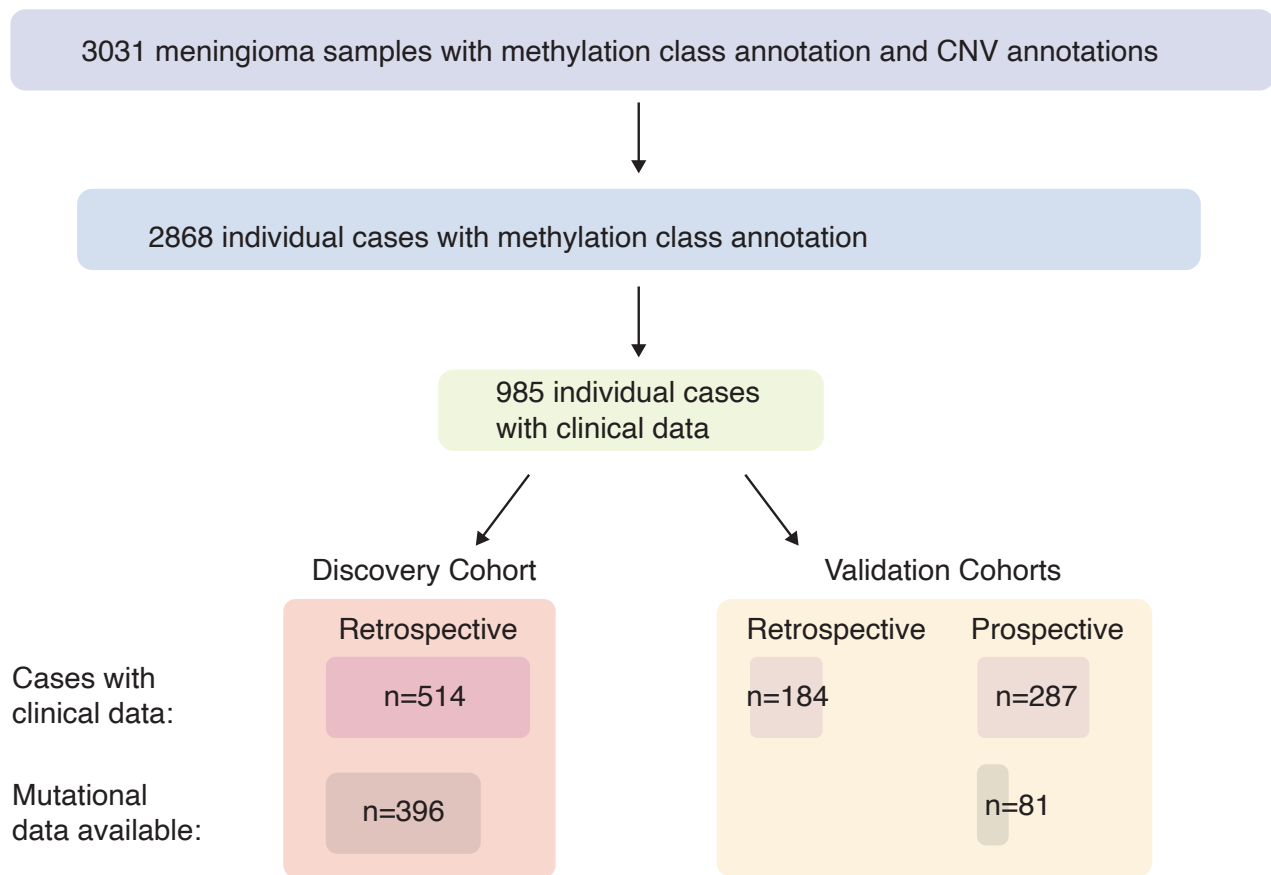 3031 meningioma samples with methylation class annotation and CNV annotations
2868 individual cases with methylation class annotation
985 individual cases
with clinical data
Discovery Cohort
Validation Cohorts
Retrospective
Retrospective
Prospective
Cases with
clinical data:
n=514
n=184
n=287
Mutational
data available:
n=396
n=81